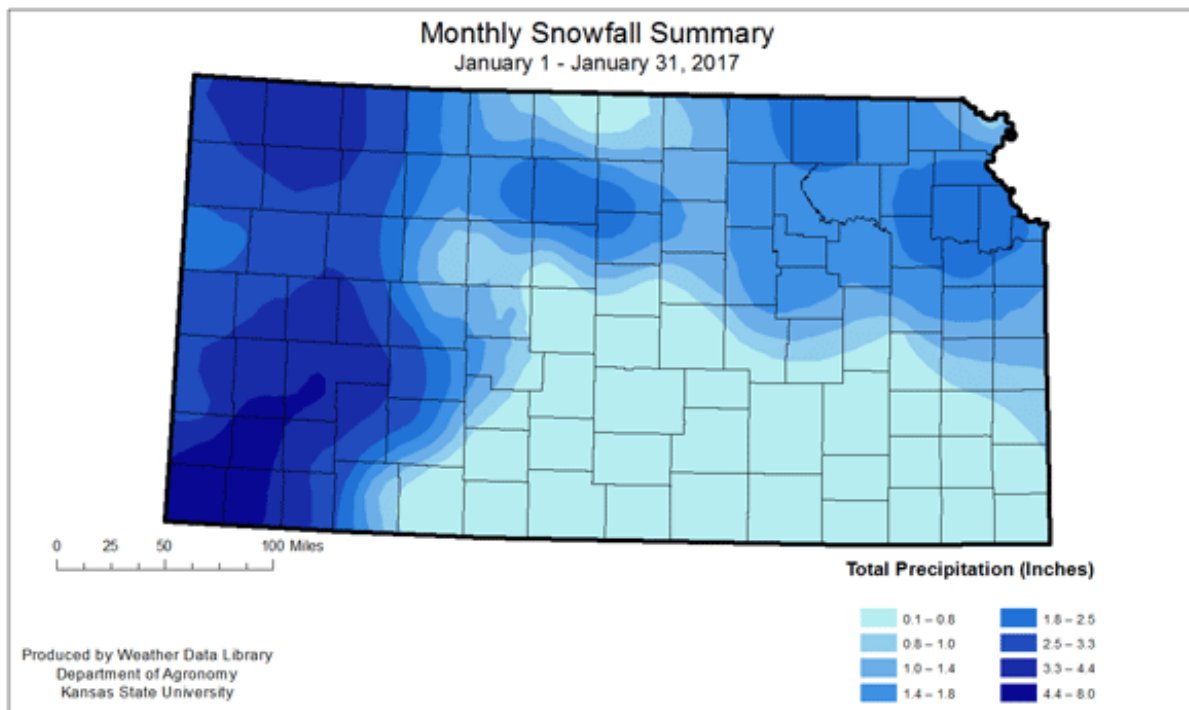 Monthly Snowfall Summary
January 1 - January 31, 2017
0 25 50 100 Miles
Total Precipitation (Inches)
0.1 – 0.8
0.8 – 1.0
1.0 – 1.4
1.4 – 1.8
1.8 – 2.5
2.5 – 3.3
3.3 – 4.4
4.4 – 8.0
Produced by Weather Data Library
Department of Agronomy
Kansas State University